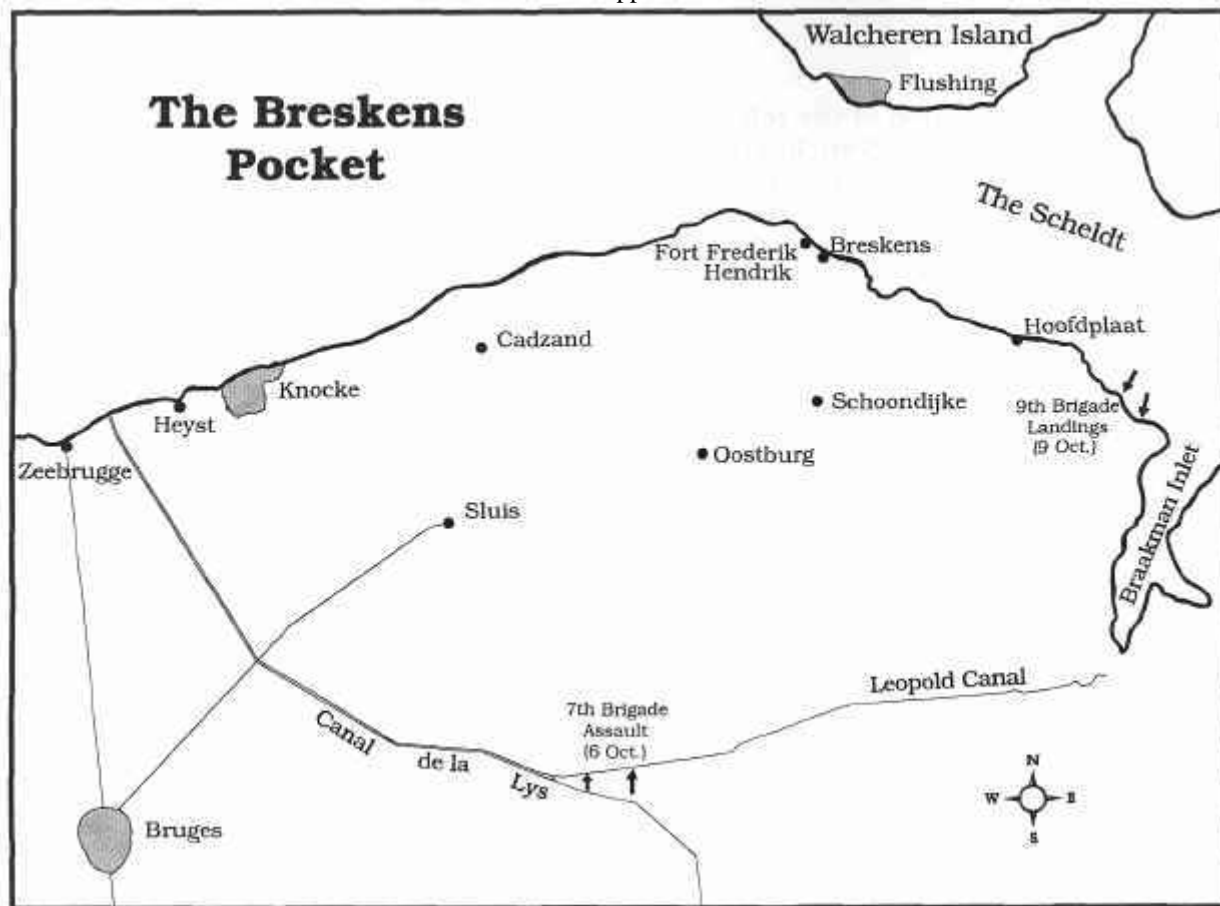 Walcheren Island
Flushing
The Breskens
Pocket
The Scheldt
Fort Frederik
Hendrik
Breskens
Hoofdplaat
Cadzand
Knocke
Heyst
Zeebrugge
Schoondijke
9th Brigade
Landings
(9 Oct.)
Oostburg
Braakman Inlet
Sluis
Leopold Canal
7th Brigade
Assault
(6 Oct.)
Canal
de la
Lys
Bruges
N
W
E
S